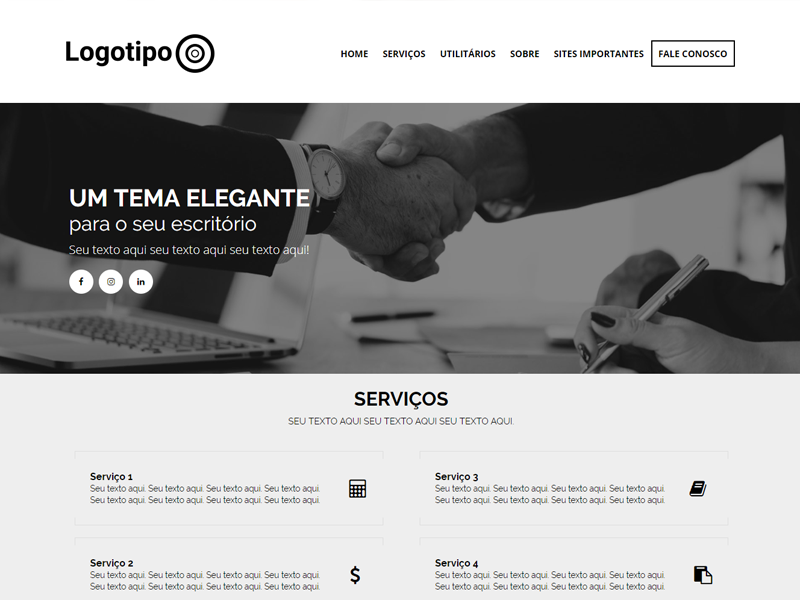 Logotipo
HOME SERVIÇOS UTILITÁRIOS SOBRE SITES IMPORTANTES FALE CONOSCO
UM TEMA ELEGANTE
para o seu escritório
Seu texto aqui seu texto aqui seu texto aqui!
SERVIÇOS
SEU TEXTO AQUI SEU TEXTO AQUI SEU TEXTO AQUI.
Serviço 1
Seu texto aqui. Seu texto aqui. Seu texto aqui. Seu texto aqui.
Seu texto aqui. Seu texto aqui. Seu texto aqui. Seu texto aqui.
Serviço 3
Seu texto aqui. Seu texto aqui. Seu texto aqui. Seu texto aqui.
Seu texto aqui. Seu texto aqui. Seu texto aqui. Seu texto aqui.
Serviço 2
Seu texto aqui. Seu texto aqui. Seu texto aqui. Seu texto aqui.
Seu texto aqui. Seu texto aqui. Seu texto aqui. Seu texto aqui.
Serviço 4
Seu texto aqui. Seu texto aqui. Seu texto aqui. Seu texto aqui.
Seu texto aqui. Seu texto aqui. Seu texto aqui. Seu texto aqui.